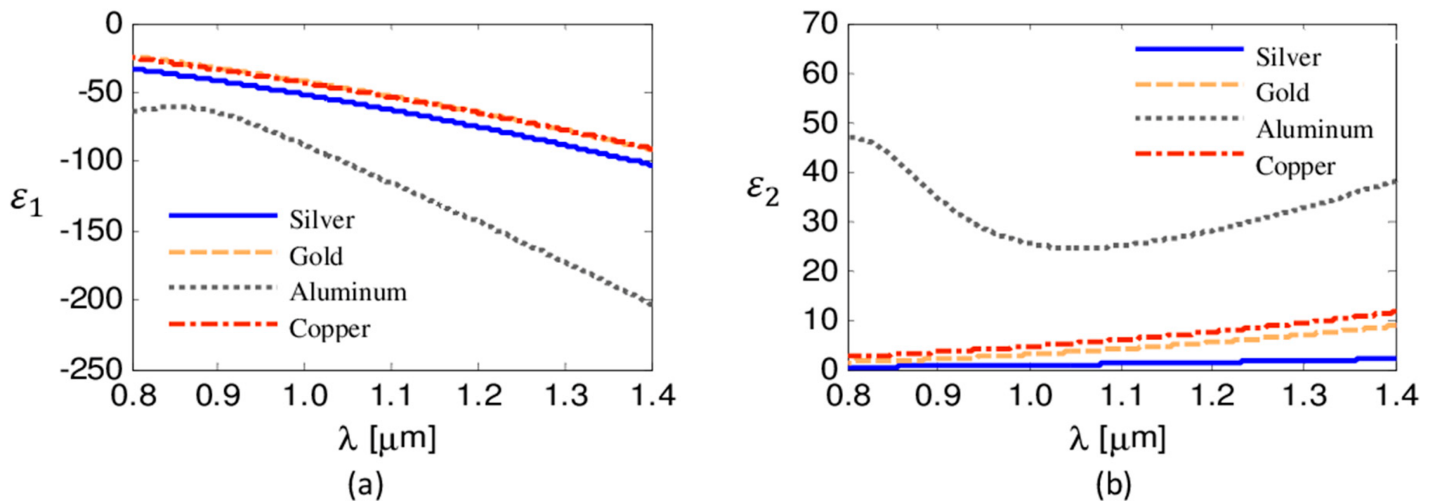 0
-50
-100
-150
-200
-250
ε₁
Silver
Gold
Aluminum
Copper
0.8 0.9 1.0 1.1 1.2 1.3 1.4
λ [μm]
(a)
70
60
50
40
30
20
10
0
ε₂
Silver
Gold
Aluminum
Copper
0.8 0.9 1.0 1.1 1.2 1.3 1.4
λ [μm]
(b)